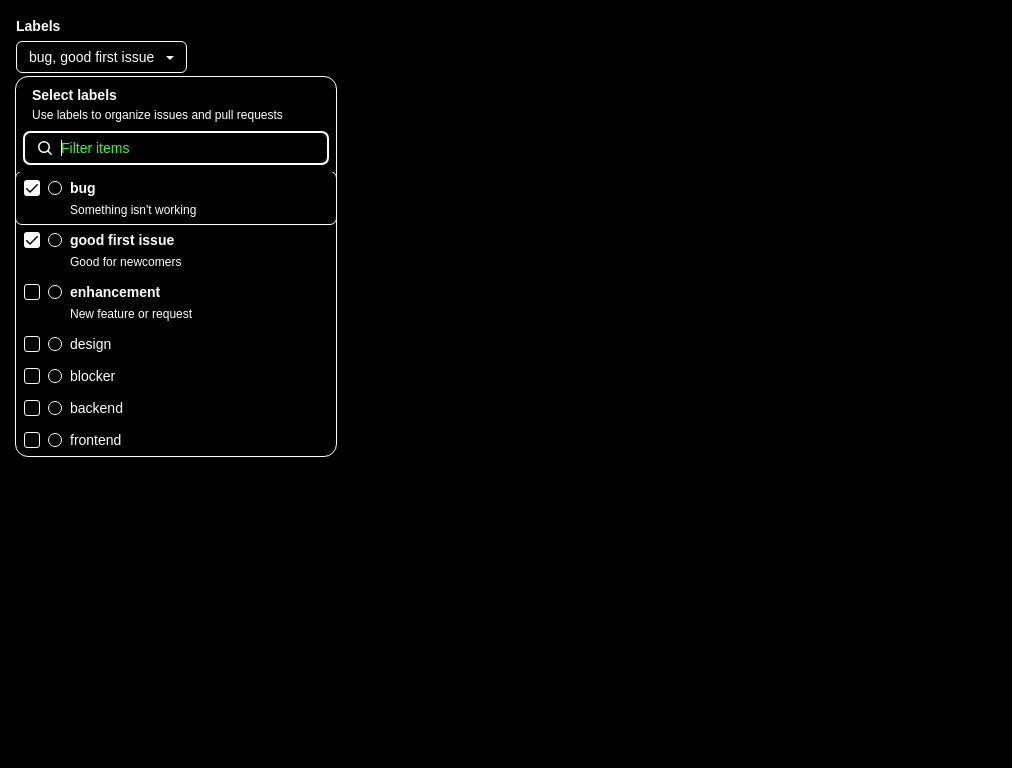 Labels
bug, good first issue
Select labels
Use labels to organize issues and pull requests
Filter items
bug
Something isn't working
good first issue
Good for newcomers
enhancement
New feature or request
design
blocker
backend
frontend